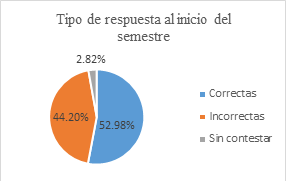 Tipo de respuesta al inicio del
semestre
2.82%
44.20%
52.98%
Correctas
Incorrectas
Sin contestar